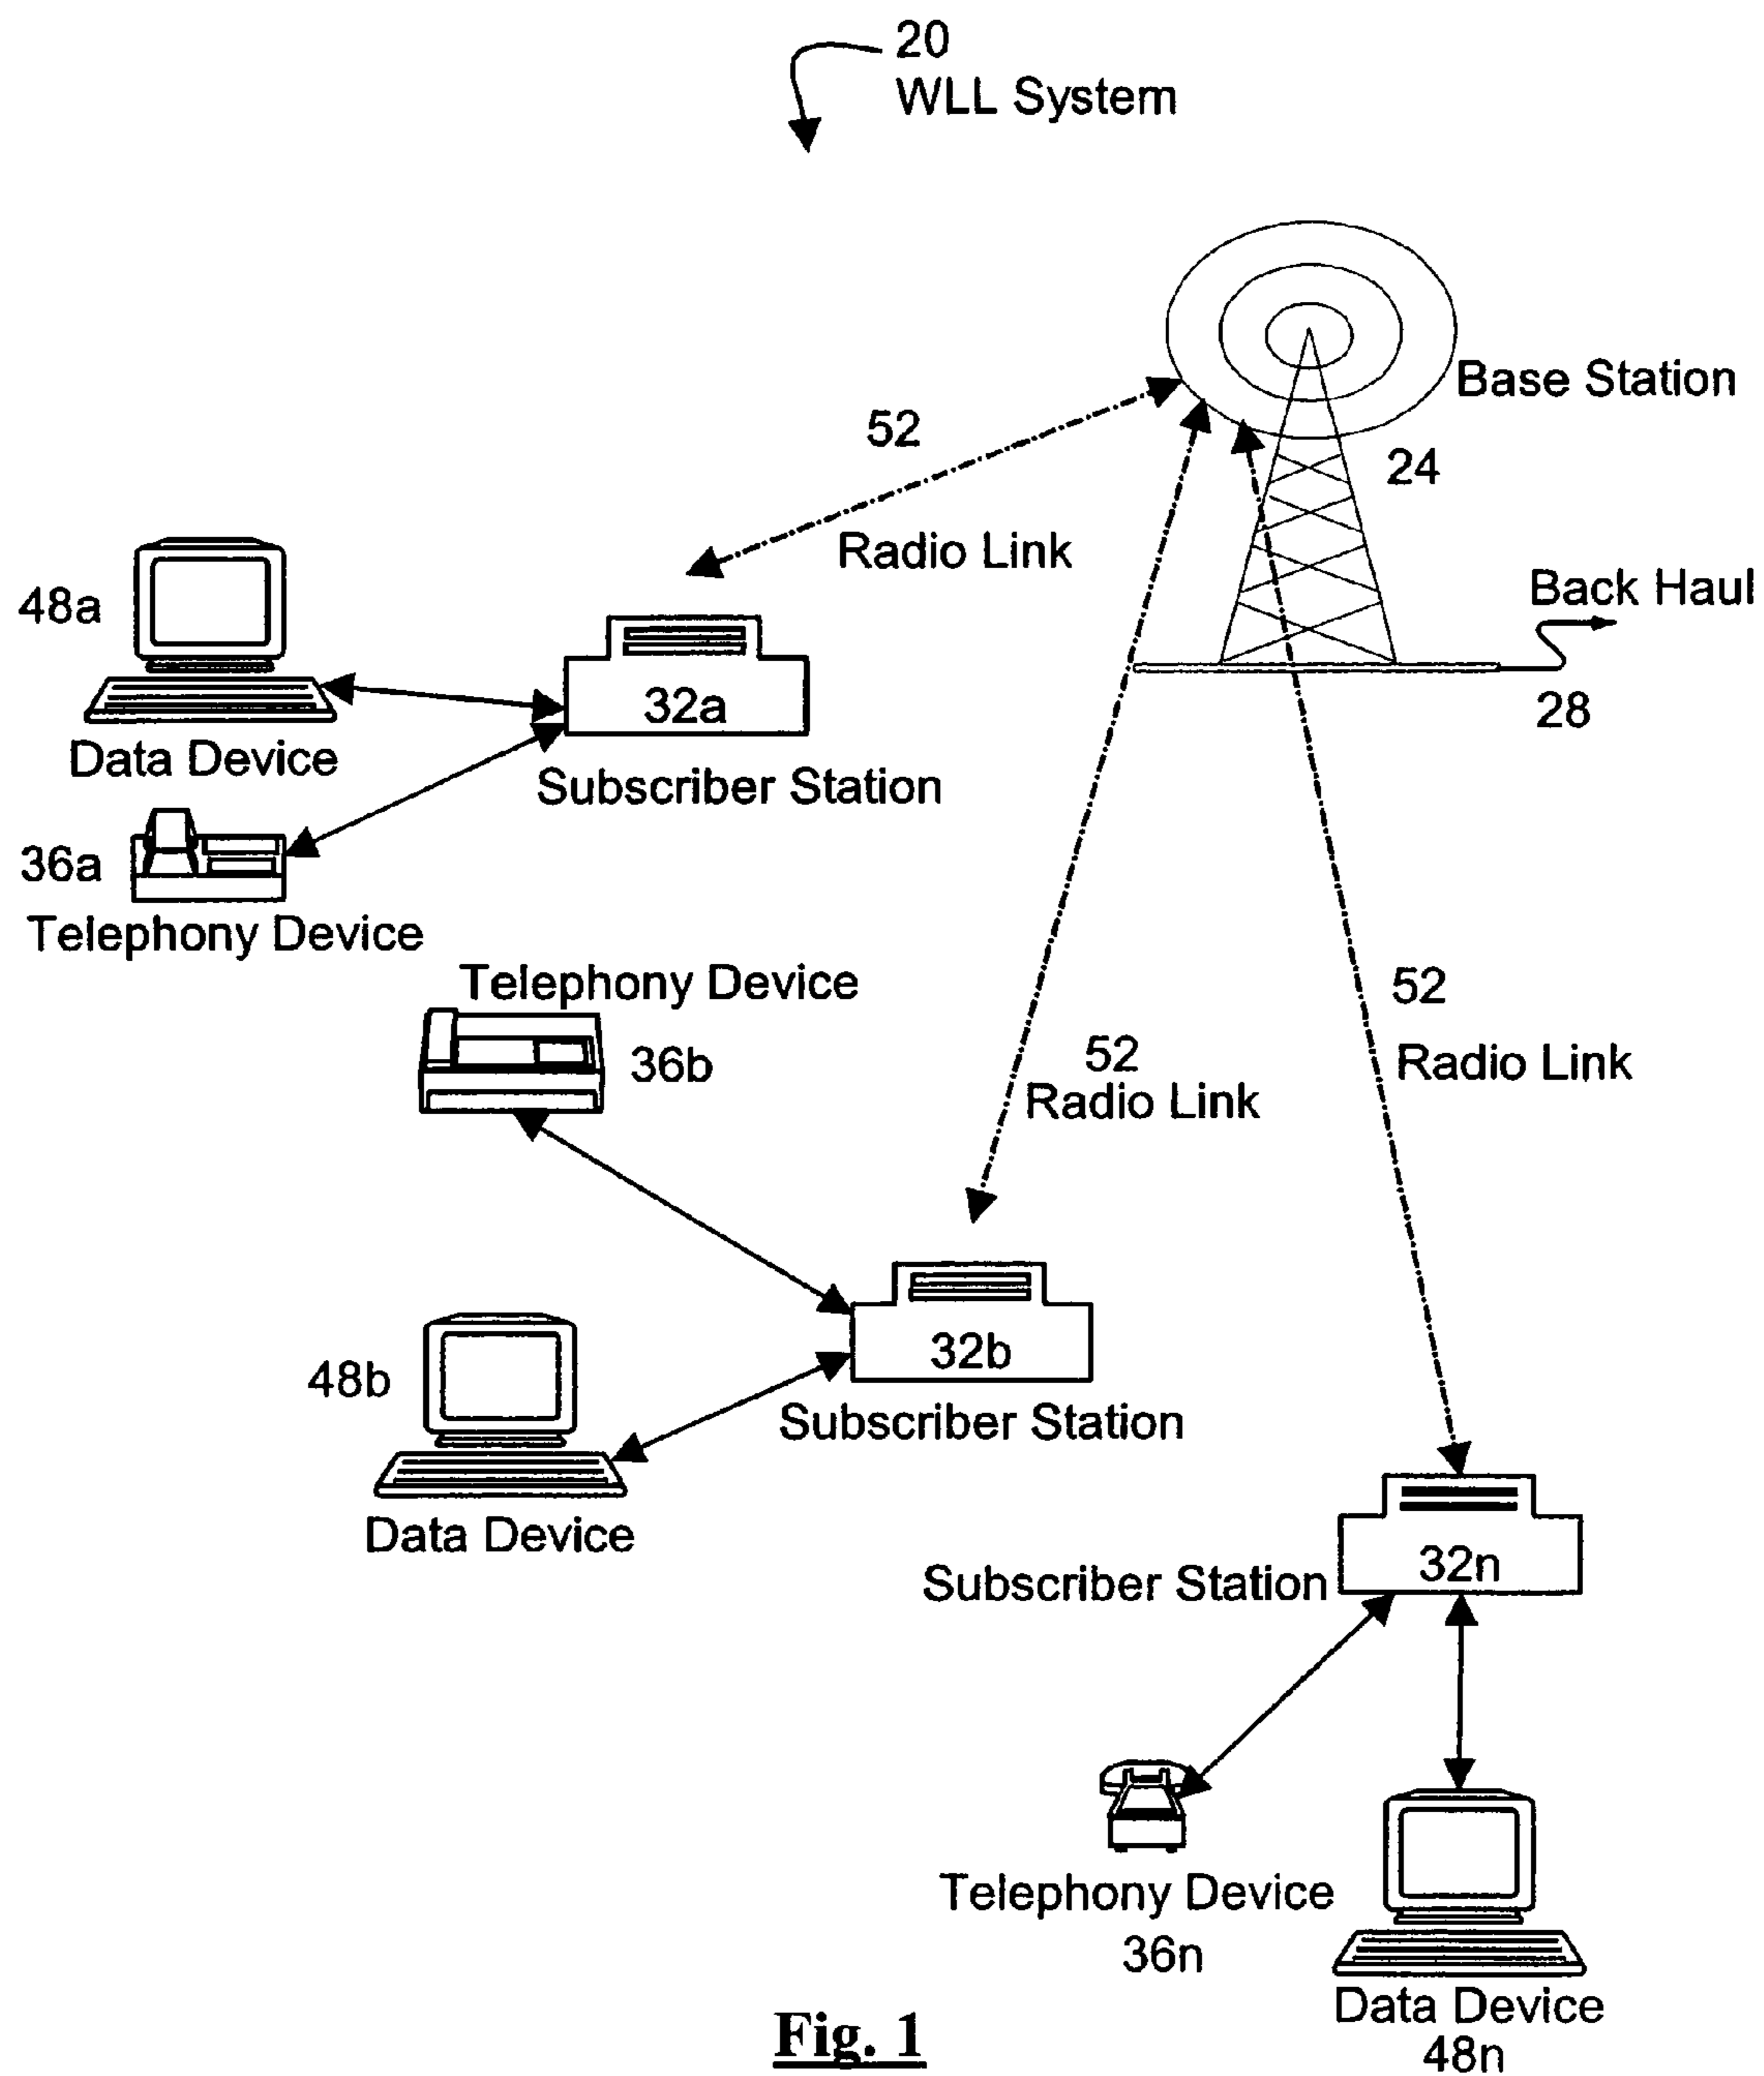 20
WLL System
Base Station
24
52
Radio Link
Back Haul
28
48a
Data Device
32a
Subscriber Station
36a
Telephony Device
Telephony Device
36b
52
Radio Link
52
Radio Link
48b
Data Device
32b
Subscriber Station
32n
Subscriber Station
Telephony Device
36n
Data Device
48n
Fig. 1